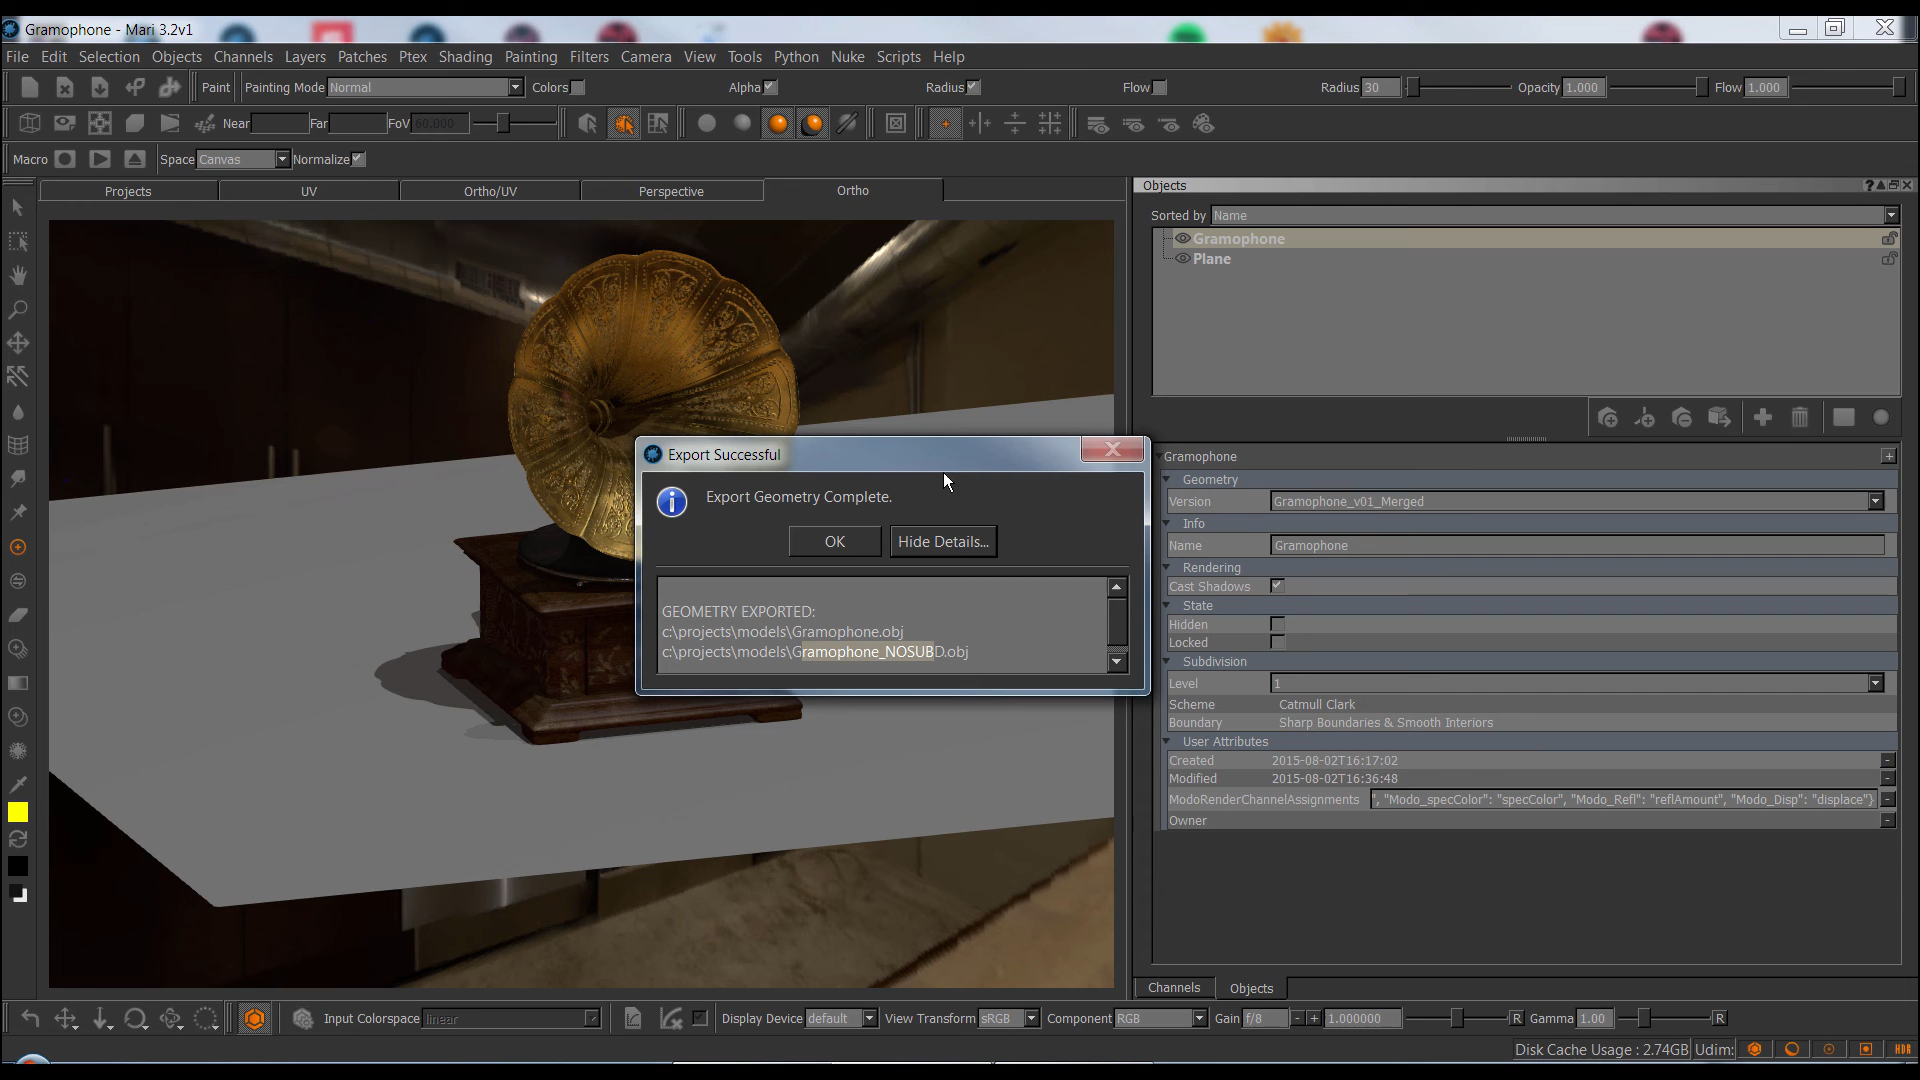 Gramophone - Mari 3.2v1
File Edit Selection Objects Channels Layers Patches Ptex Shading Painting Filters Camera View Tools Python Nuke Scripts Help
Paint Painting Mode Normal Colors Alpha Radius Flow Radius 30 Opacity 1.000 Flow 1.000
Near Far FoV 60.000
Macro Space Canvas Normalize
Projects UV Ortho/UV Perspective Ortho
Objects
Sorted by Name
Gramophone
Plane
Export Successful
Export Geometry Complete.
OK Hide Details...
GEOMETRY EXPORTED:
c:\projects\models\Gramophone.obj
c:\projects\models\Gramophone_NOSUBD.obj
Gramophone
Geometry
Version Gramophone_v01_Merged
Info
Name Gramophone
Rendering
Cast Shadows
State
Hidden
Locked
Subdivision
Level 1
Scheme Catmull Clark
Boundary Sharp Boundaries & Smooth Interiors
User Attributes
Created 2015-08-02T16:17:02
Modified 2015-08-02T16:36:48
ModoRenderChannelAssignments ", "Modo_specColor": "specColor", "Modo_Refl": "reflAmount", "Modo_Disp": "displace"}
Owner
Channels Objects
Input Colorspace linear Display Device default View Transform sRGB Component RGB Gain f/8 - + 1.000000 R Gamma 1.00 R
Disk Cache Usage : 2.74GB Udim: HDR